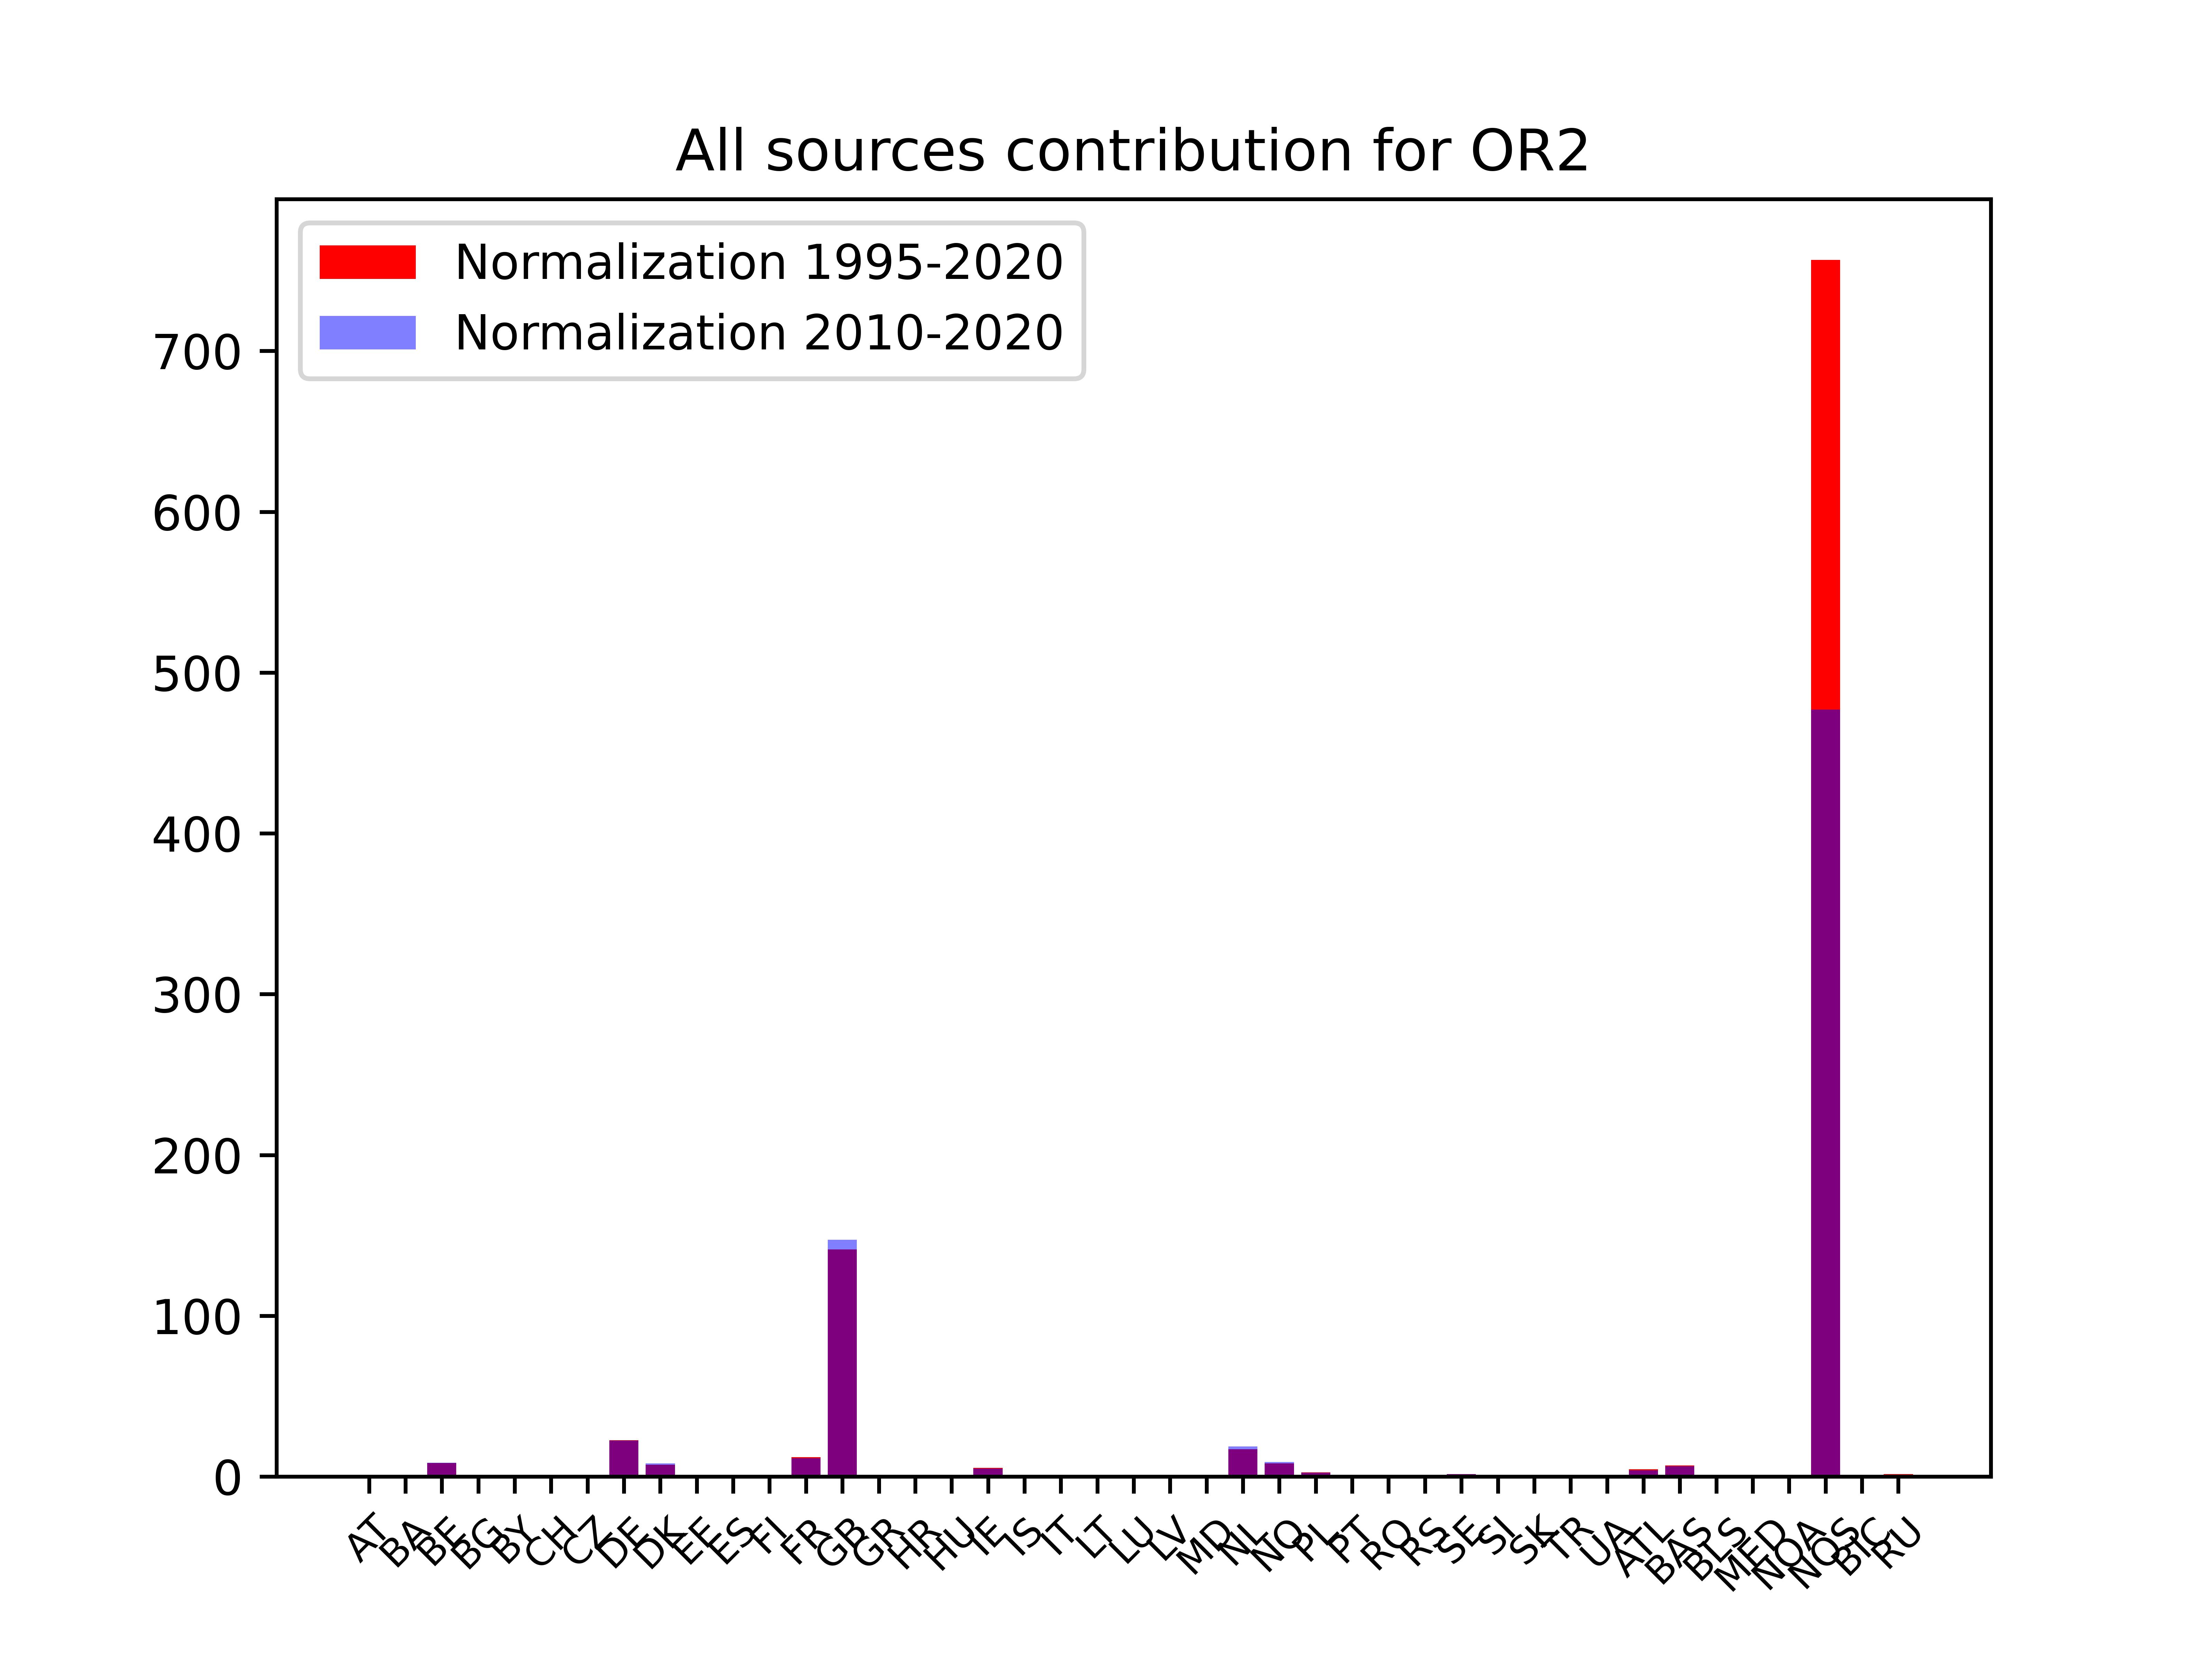 All sources contribution for OR2
Normalization 1995-2020
Normalization 2010-2020
700
600
500
400
300
200
100
0
AT
BA
BE
BG
BY
CH
CZ
DE
DK
EE
ES
FI
FR
GB
GR
HR
HU
IE
IS
IT
LT
LU
LV
MD
NL
NO
PL
PT
RO
RS
SE
SI
SK
TR
UA
ATL
BAS
BLS
MED
NOA
NOS
BIC
RU